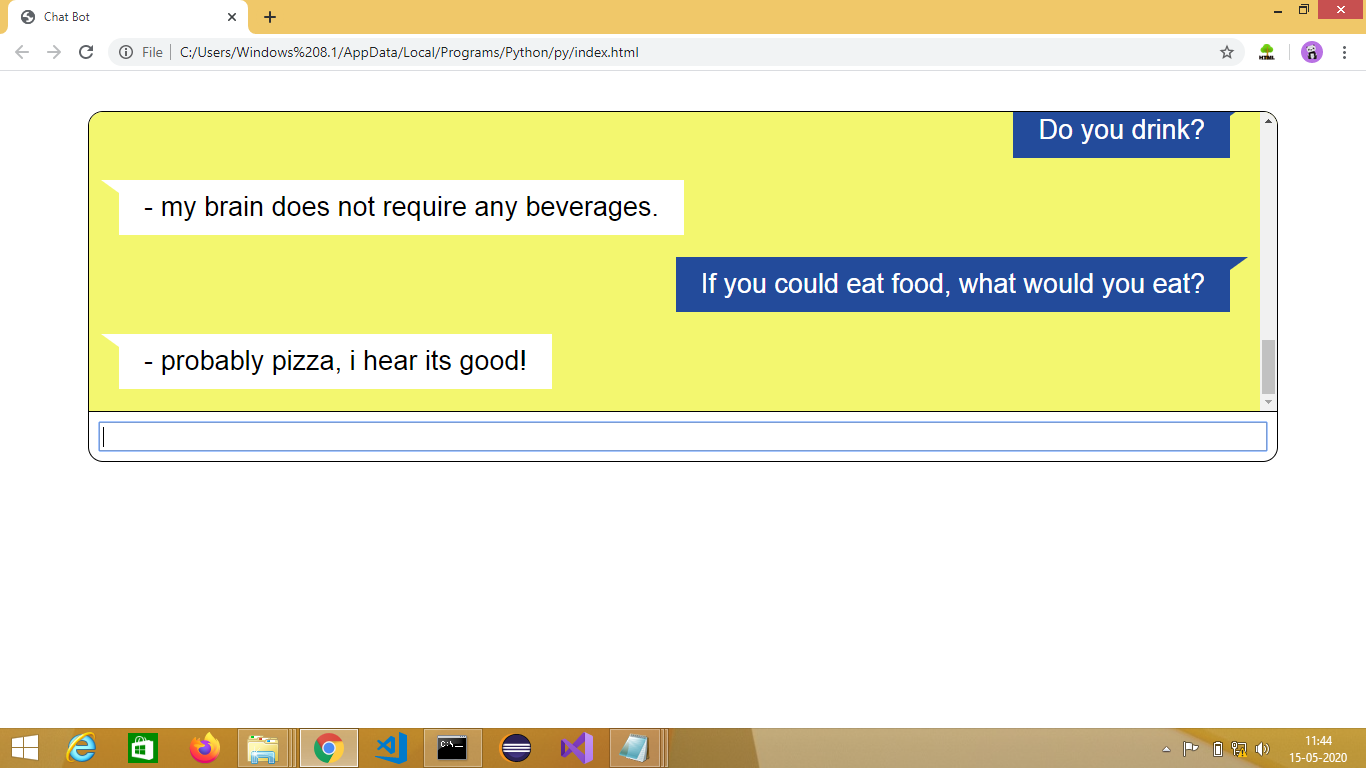 Chat Bot
File
C:/Users/Windows%208.1/AppData/Local/Programs/Python/py/index.html
HTML
Do you drink?
- my brain does not require any beverages.
If you could eat food, what would you eat?
- probably pizza, i hear its good!
C:\
11:44
15-05-2020